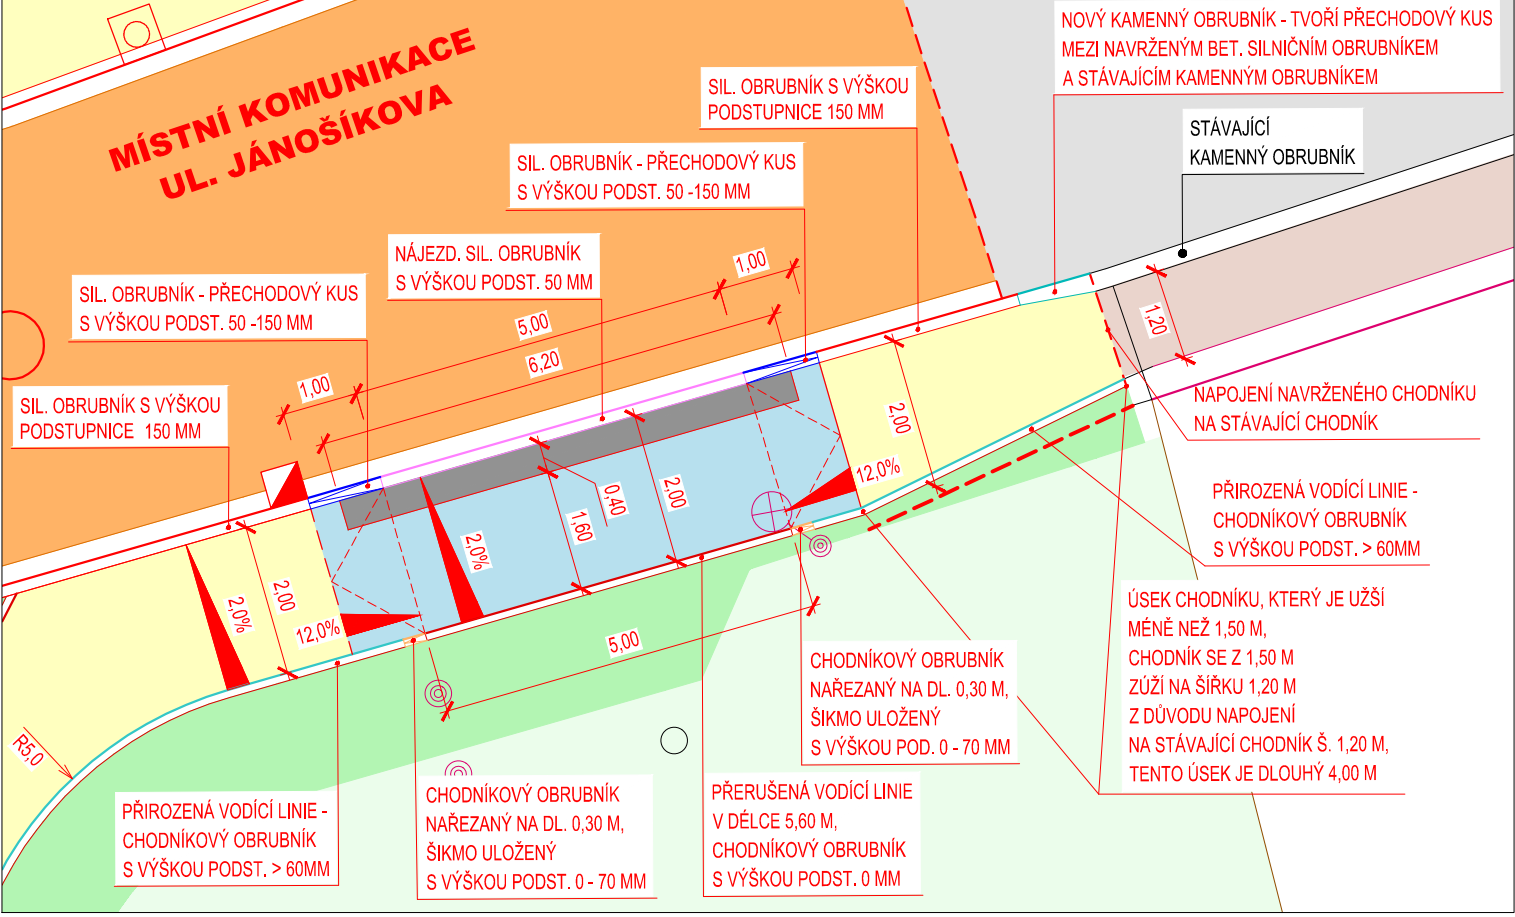 NOVÝ KAMENNÝ OBRUBNÍK - TVOŘÍ PŘECHODOVÝ KUS
MEZI NAVRŽENÝM BET. SILNIČNÍM OBRUBNÍKEM
A STÁVAJÍCÍM KAMENNÝM OBRUBNÍKEM
MÍSTNÍ KOMUNIKACE
UL. JÁNOŠÍKOVA
SIL. OBRUBNÍK S VÝŠKOU
PODSTUPNICE 150 MM
STÁVAJÍCÍ
KAMENNÝ OBRUBNÍK
SIL. OBRUBNÍK - PŘECHODOVÝ KUS
S VÝŠKOU PODST. 50 -150 MM
NÁJEZD. SIL. OBRUBNÍK
S VÝŠKOU PODST. 50 MM
1,00
SIL. OBRUBNÍK - PŘECHODOVÝ KUS
S VÝŠKOU PODST. 50 -150 MM
5,00
6,20
1,20
1,00
SIL. OBRUBNÍK S VÝŠKOU
PODSTUPNICE 150 MM
NAPOJENÍ NAVRŽENÉHO CHODNÍKU
NA STÁVAJÍCÍ CHODNÍK
2,00
12,0%
2,00
0,40
1,60
2,0%
PŘIROZENÁ VODÍCÍ LINIE -
CHODNÍKOVÝ OBRUBNÍK
S VÝŠKOU PODST. > 60MM
2,00
2,0%
12,0%
5,00
ÚSEK CHODNÍKU, KTERÝ JE UŽŠÍ
MÉNĚ NEŽ 1,50 M,
CHODNÍK SE Z 1,50 M
ZÚŽÍ NA ŠÍŘKU 1,20 M
Z DŮVODU NAPOJENÍ
NA STÁVAJÍCÍ CHODNÍK Š. 1,20 M,
TENTO ÚSEK JE DLOUHÝ 4,00 M
CHODNÍKOVÝ OBRUBNÍK
NAŘEZANÝ NA DL. 0,30 M,
ŠIKMO ULOŽENÝ
S VÝŠKOU POD. 0 - 70 MM
R5,0
PŘIROZENÁ VODÍCÍ LINIE -
CHODNÍKOVÝ OBRUBNÍK
S VÝŠKOU PODST. > 60MM
CHODNÍKOVÝ OBRUBNÍK
NAŘEZANÝ NA DL. 0,30 M,
ŠIKMO ULOŽENÝ
S VÝŠKOU PODST. 0 - 70 MM
PŘERUŠENÁ VODÍCÍ LINIE
V DÉLCE 5,60 M,
CHODNÍKOVÝ OBRUBNÍK
S VÝŠKOU PODST. 0 MM